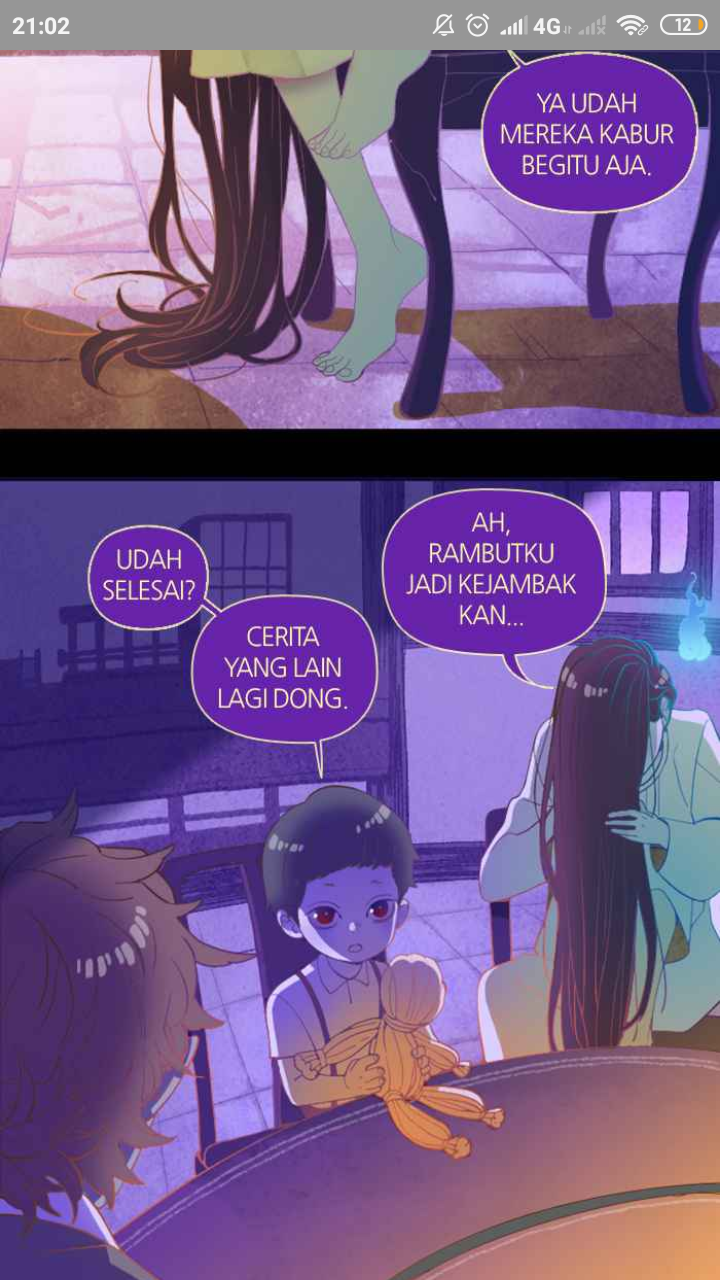 21:02
4G
12
YA UDAH
MEREKA KABUR
BEGITU AJA.
AH,
RAMBUTKU
JADI KEJAMBAK
KAN...
UDAH
SELESAI?
CERITA
YANG LAIN
LAGI DONG.